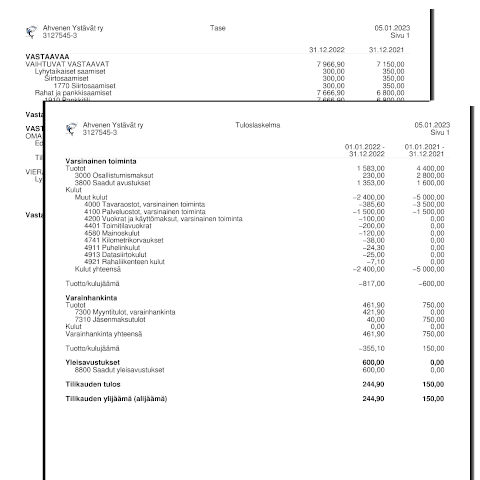 Ahvenen Ystävät ry Tase 05.01.2023
3127545-3 Sivu 1
31.12.2022 31.12.2021
VASTAAVAA
VAIHTUVAT VASTAAVAT 7 966,90 7 150,00
Lyhytaikaiset saamiset 300,00 350,00
Siirtosaamiset 300,00 350,00
1770 Siirtosaamiset 300,00 350,00
Rahat ja pankkisaamiset 7 666,90 6 800,00
1910 Pankkitili 7 666,90 6 800,00
Vasta
VAST
OMA
Ed
Til
VIER
Ly
Vasta
Ahvenen Ystävät ry Tuloslaskelma 05.01.2023
3127545-3 Sivu 1
01.01.2022 - 01.01.2021 -
31.12.2022 31.12.2021
Varsinainen toiminta
Tuotot 1 583,00 4 400,00
3000 Osallistumismaksut 230,00 2 800,00
3800 Saadut avustukset 1 353,00 1 600,00
Kulut
Muut kulut −2 400,00 −5 000,00
4000 Tavaraostot, varsinainen toiminta −385,60 −3 500,00
4100 Palveluostot, varsinainen toiminta −1 500,00 −1 500,00
4200 Vuokrat ja käyttömaksut, varsinainen toiminta −100,00 0,00
4401 Toimitilavuokrat −200,00 0,00
4580 Mainoskulut −120,00 0,00
4741 Kilometrikorvaukset −38,00 0,00
4911 Puhelinkulut −24,30 0,00
4913 Datasiirtokulut −25,00 0,00
4921 Rahaliikenteen kulut −7,10 0,00
Kulut yhteensä −2 400,00 −5 000,00
Tuotto/kulujäämä −817,00 −600,00
Varainhankinta
Tuotot 461,90 750,00
7300 Myyntitulot, varainhankinta 421,90 0,00
7310 Jäsenmaksutulot 40,00 750,00
Kulut 0,00 0,00
Varainhankinta yhteensä 461,90 750,00
Tuotto/kulujäämä −355,10 150,00
Yleisavustukset 600,00 0,00
8800 Saadut yleisavustukset 600,00 0,00
Tilikauden tulos 244,90 150,00
Tilikauden ylijäämä (alijäämä) 244,90 150,00